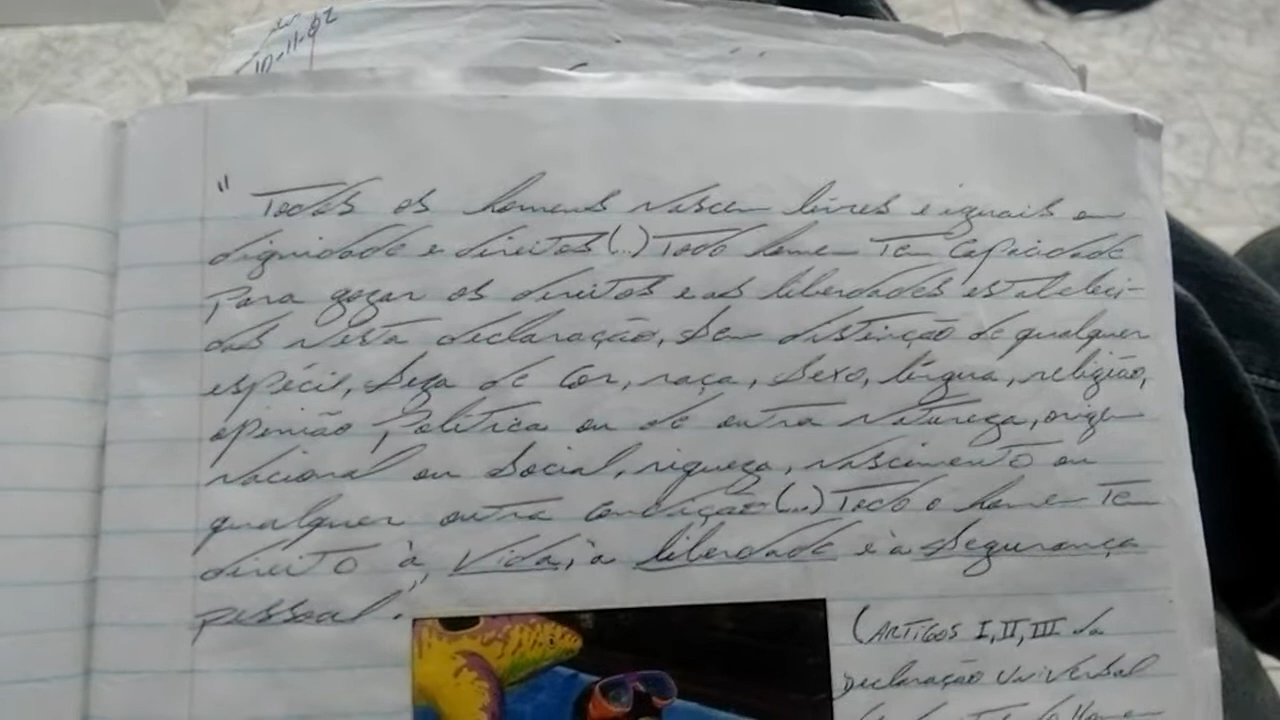 10-11-82
" Todos os homens nascem livres e iguais em
dignidade e direitos (...) Todo homem Tem Capacidade
para gozar os direitos e as liberdades estabeleci-
das nesta declaração, sem distinção de qualquer
espécie, seja de cor, raça, sexo, língua, religião,
opinião, política ou de outra natureza, origem
nacional ou social, riqueza, nascimento ou
qualquer outra condição (...) Todo o homem Tem
direito à, Vida, à liberdade e à segurança
pessoal."
(ARTIGOS I, II, III da
Declaração Universal